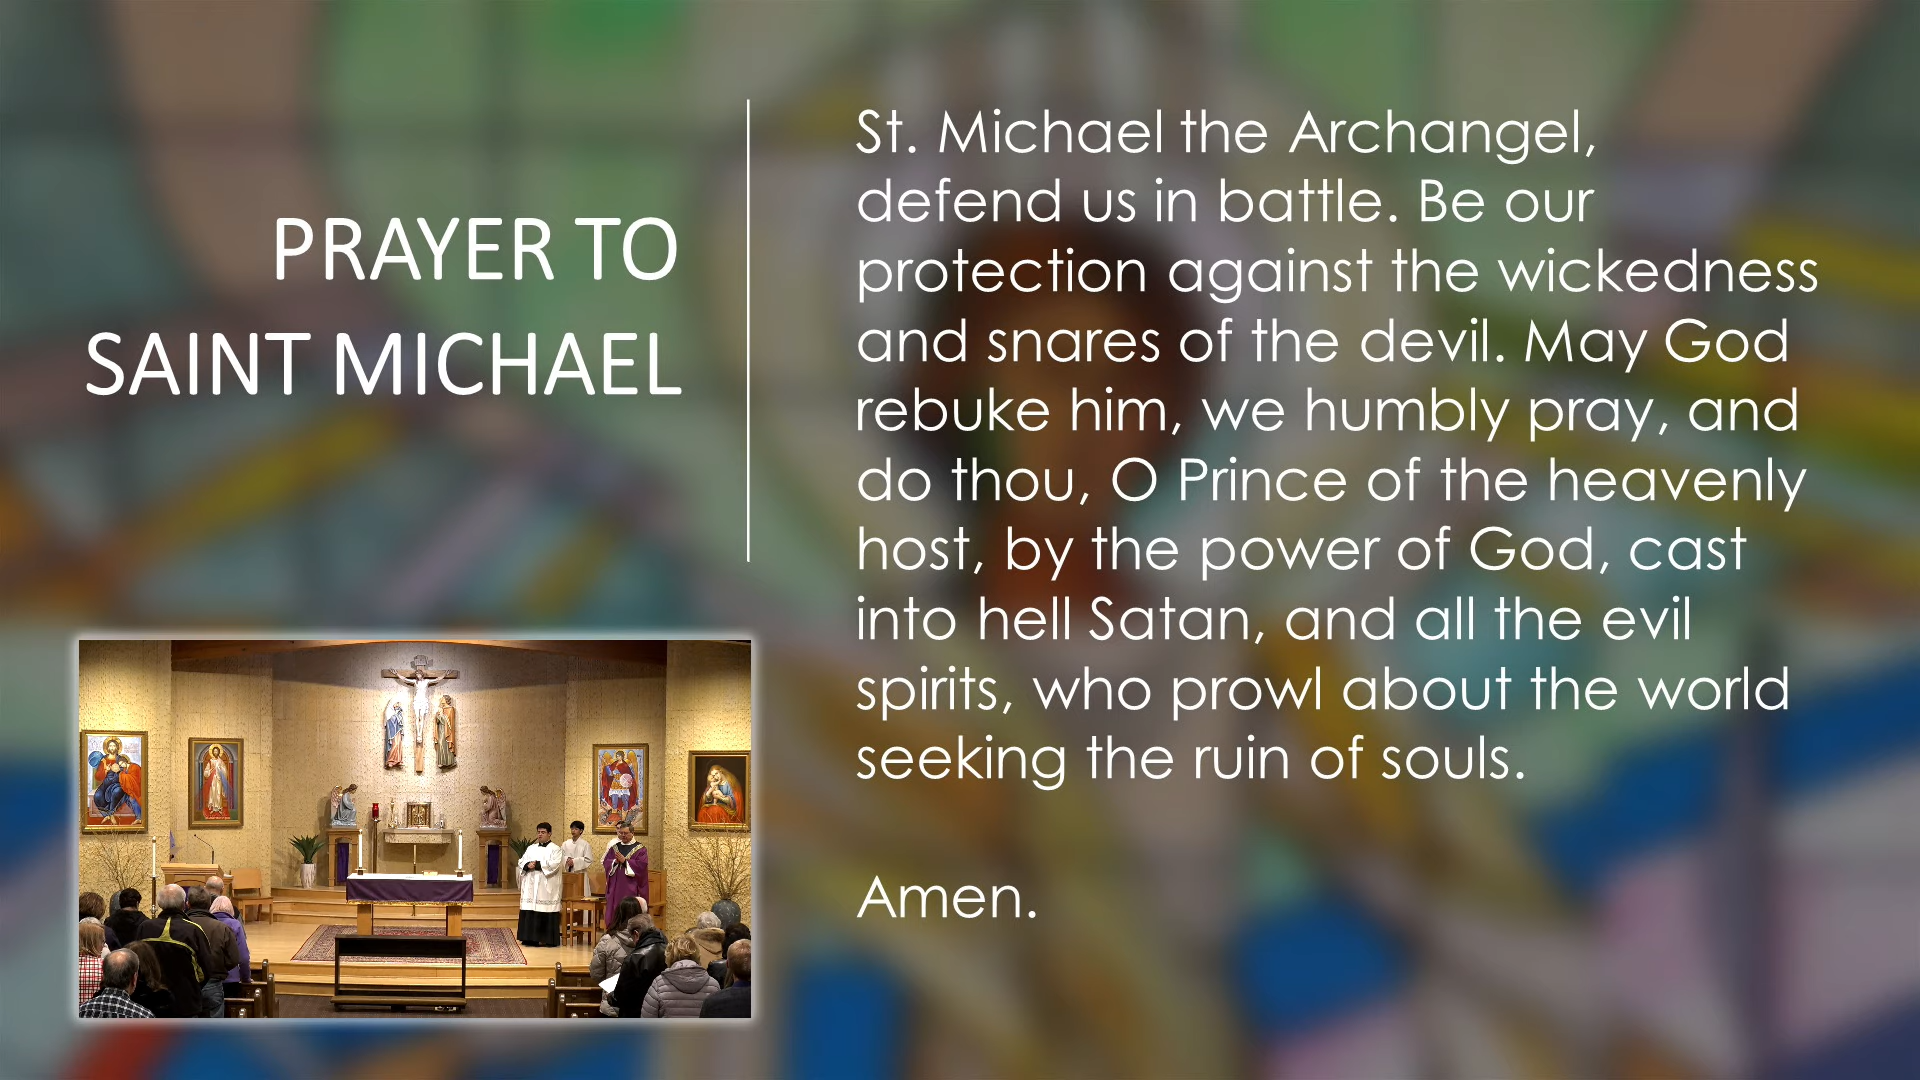 PRAYER TO
SAINT MICHAEL
St. Michael the Archangel,
defend us in battle. Be our
protection against the wickedness
and snares of the devil. May God
rebuke him, we humbly pray, and
do thou, O Prince of the heavenly
host, by the power of God, cast
into hell Satan, and all the evil
spirits, who prowl about the world
seeking the ruin of souls.
Amen.